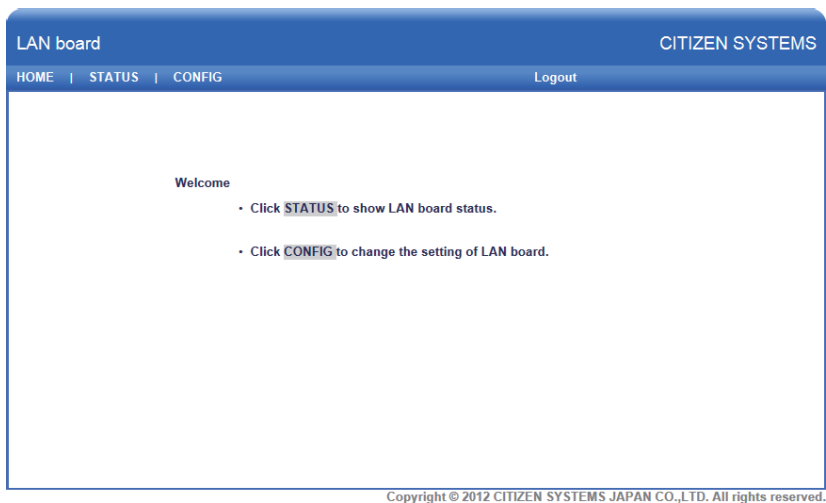 LAN board CITIZEN SYSTEMS
HOME | STATUS | CONFIG Logout
Welcome
• Click STATUS to show LAN board status.
• Click CONFIG to change the setting of LAN board.
Copyright © 2012 CITIZEN SYSTEMS JAPAN CO.,LTD. All rights reserved.